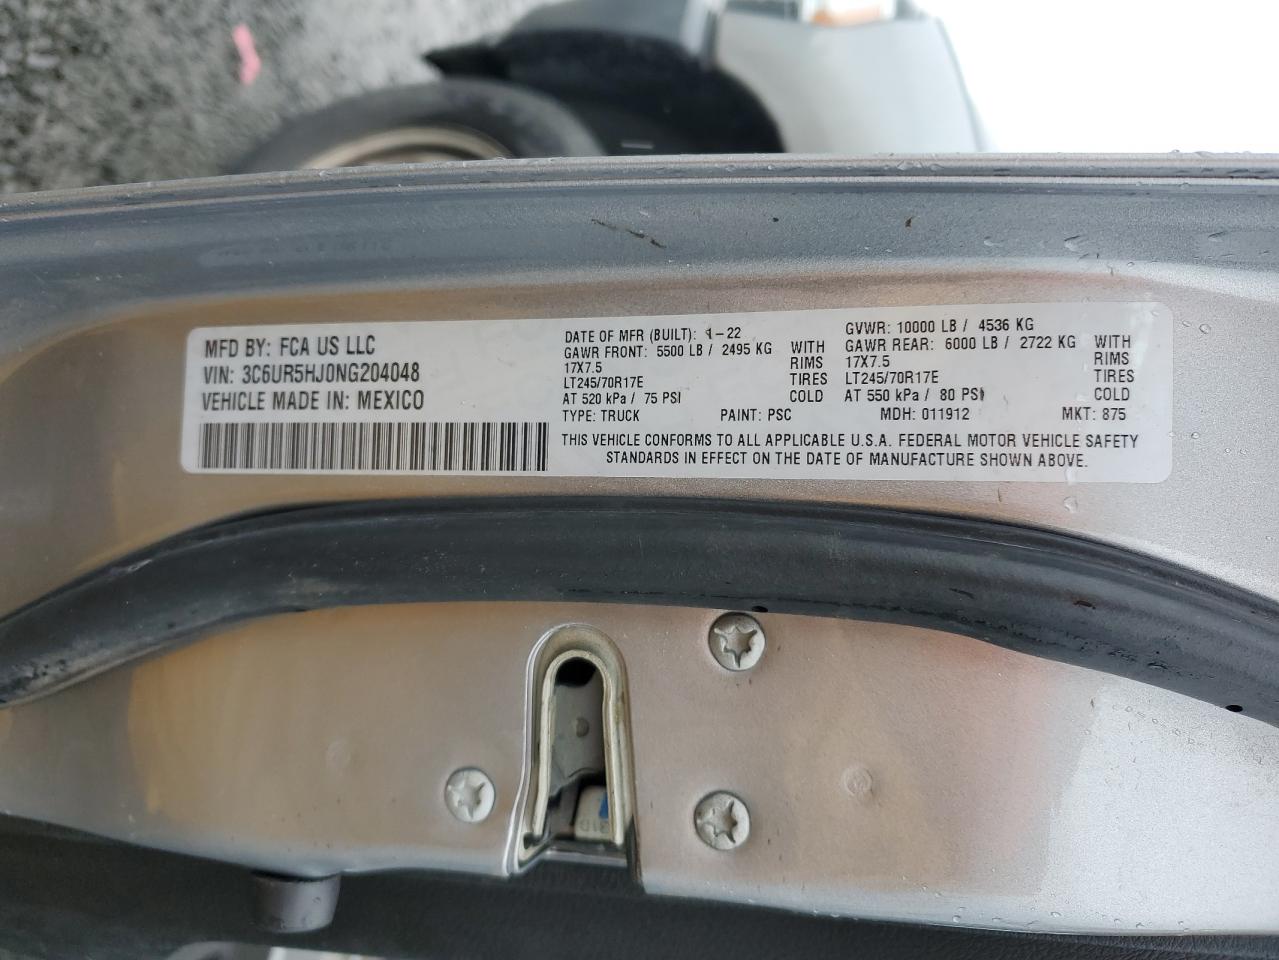 MFD BY: FCA US LLC
VIN: 3C6UR5HJ0NG204048
VEHICLE MADE IN: MEXICO
DATE OF MFR (BUILT): 1-22
GAWR FRONT: 5500 LB / 2495 KG WITH
17X7.5 RIMS
LT245/70R17E TIRES
AT 520 kPa / 75 PSI COLD
GVWR: 10000 LB / 4536 KG
GAWR REAR: 6000 LB / 2722 KG WITH
17X7.5 RIMS
LT245/70R17E TIRES
AT 550 kPa / 80 PSI COLD
TYPE: TRUCK PAINT: PSC MDH: 011912 MKT: 875
THIS VEHICLE CONFORMS TO ALL APPLICABLE U.S.A. FEDERAL MOTOR VEHICLE SAFETY
STANDARDS IN EFFECT ON THE DATE OF MANUFACTURE SHOWN ABOVE.